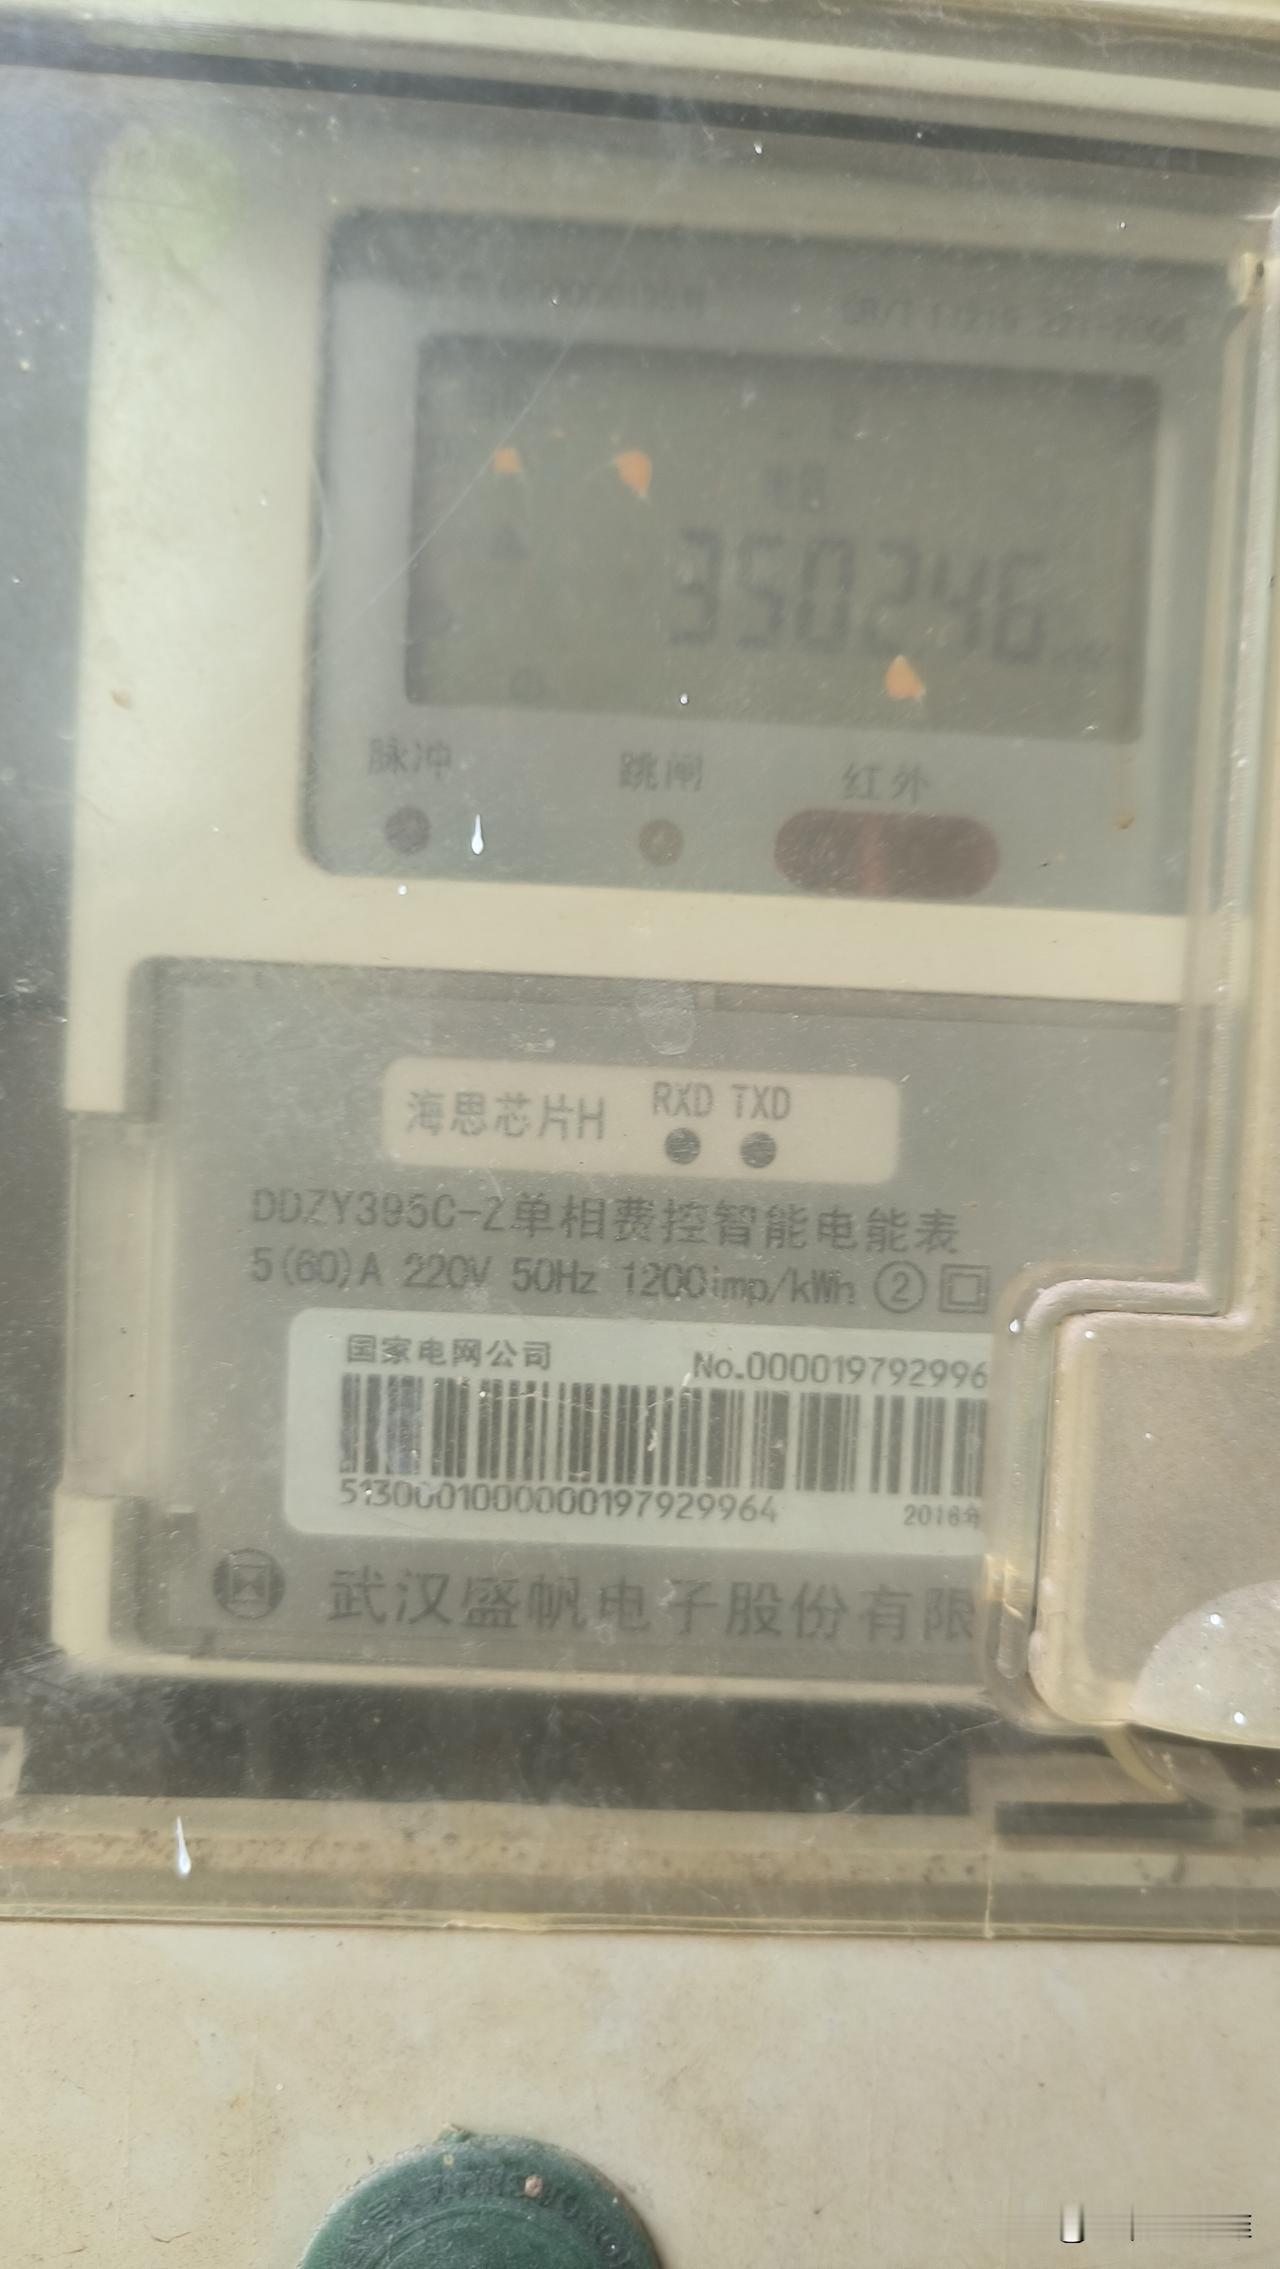 350246
脉冲 跳闸 红外
海思芯片H RXD TXD
DDZY395C-Z单相费控智能电能表
5(60)A 220V 50Hz 1200imp/kWh ②
国家电网公司 No.000019792996
5130001000000197929964 2016年
武汉盛帆电子股份有限